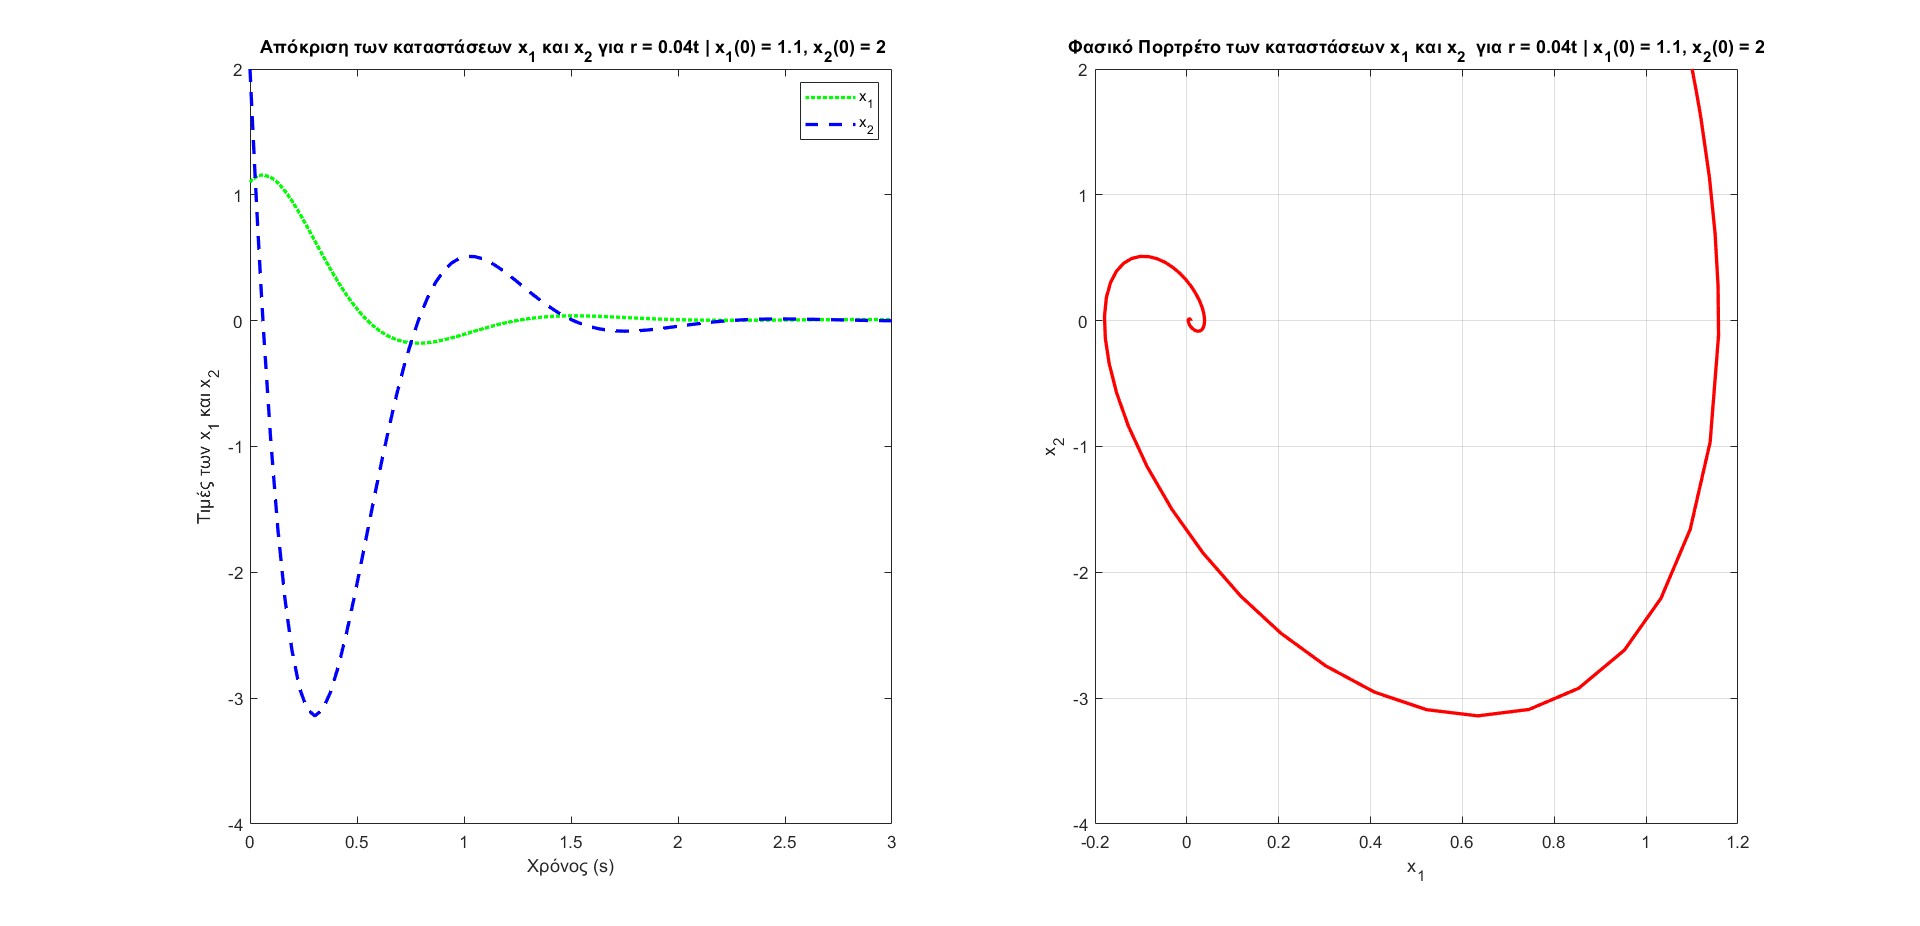 Απόκριση των καταστάσεων x1 και x2 για r = 0.04t | x1(0) = 1.1, x2(0) = 2
2
1
0
-1
-2
-3
-4
0 0.5 1 1.5 2 2.5 3
Τιμές των x1 και x2
Χρόνος (s)
x1
x2
Φασικό Πορτρέτο των καταστάσεων x1 και x2 για r = 0.04t | x1(0) = 1.1, x2(0) = 2
2
1
0
-1
-2
-3
-4
-0.2 0 0.2 0.4 0.6 0.8 1 1.2
x2
x1